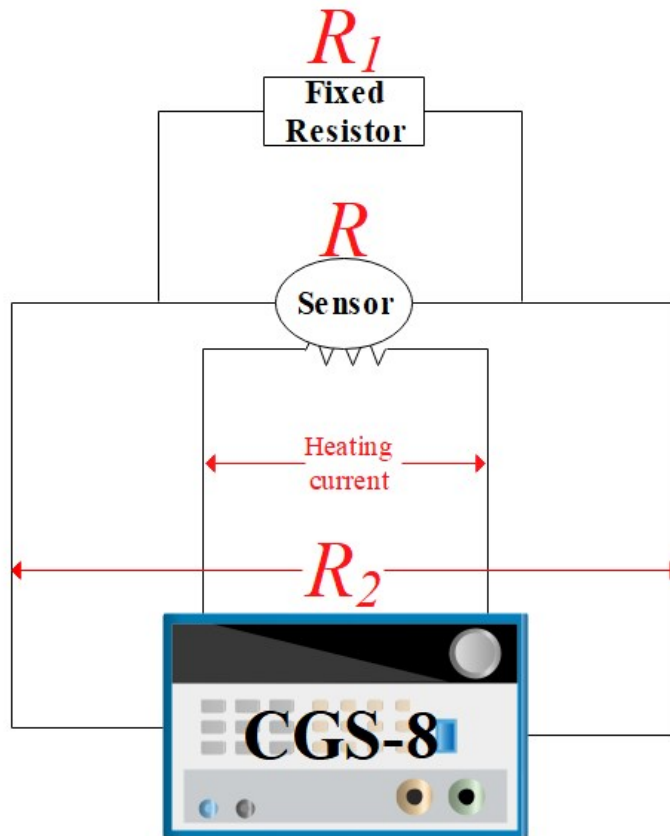 R1
Fixed
Resistor
R
Sensor
Heating
current
R2
CGS-8